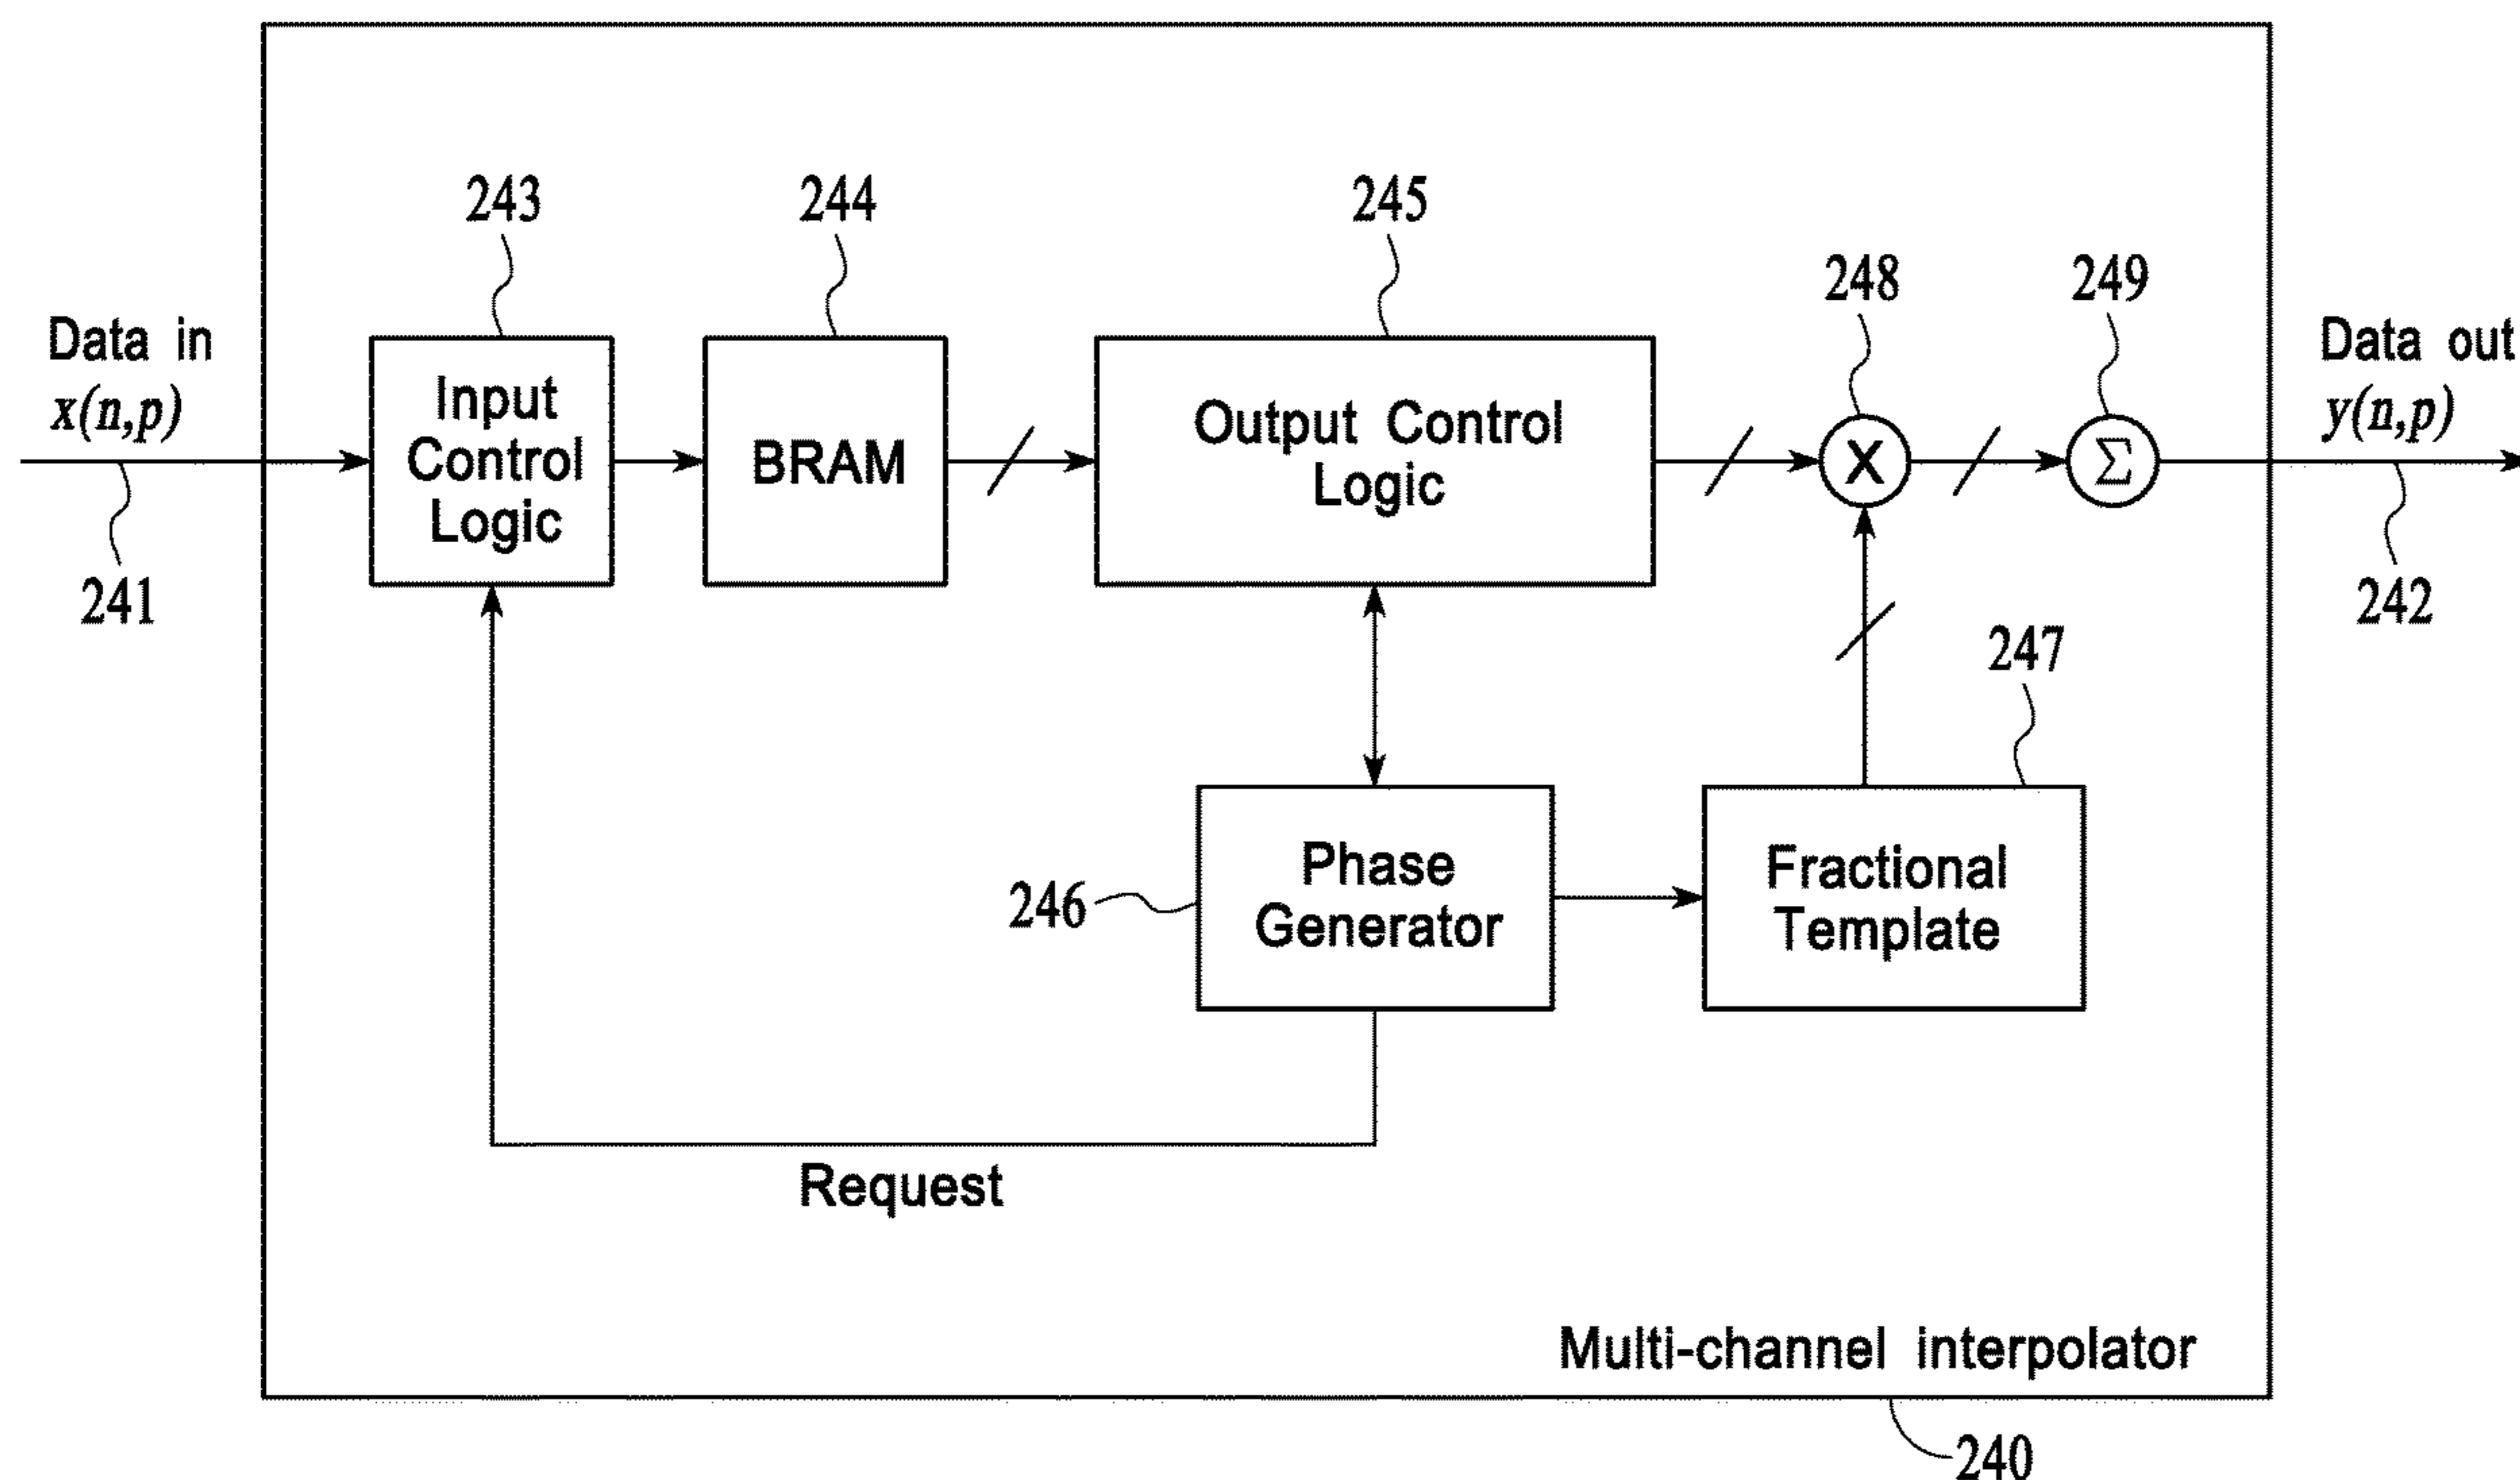 243
244
245
248
249
Data in
x(n,p)
Data out
y(n,p)
Input
Control
Logic
BRAM
Output Control
Logic
X
Σ
241
242
247
246
Phase
Generator
Fractional
Template
Request
Multi-channel interpolator
240